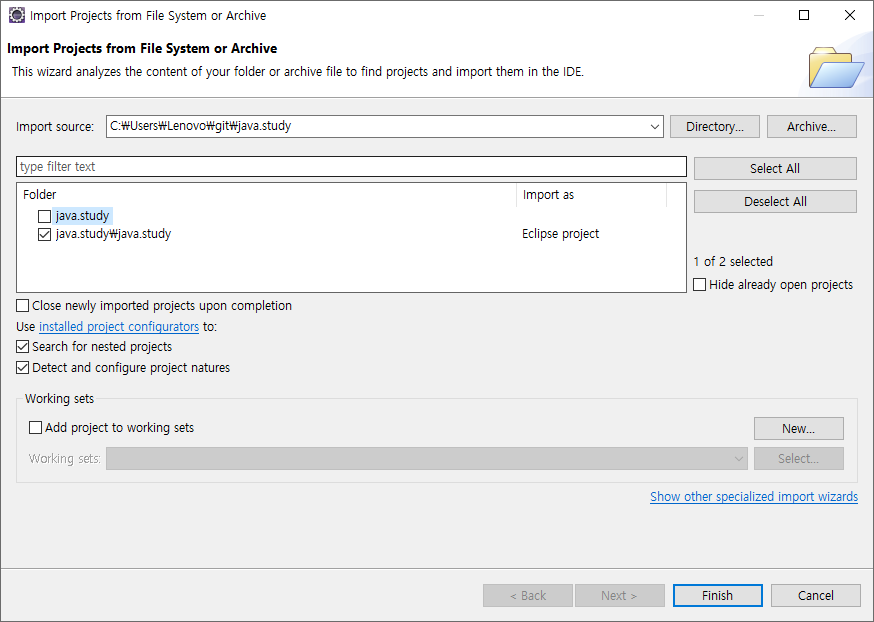 Import Projects from File System or Archive
Import Projects from File System or Archive
This wizard analyzes the content of your folder or archive file to find projects and import them in the IDE.
Import source: C:₩Users₩Lenovo₩git₩java.study Directory... Archive...
type filter text Select All
Folder Import as
Deselect All
java.study
java.study₩java.study Eclipse project
1 of 2 selected
Hide already open projects
Close newly imported projects upon completion
Use installed project configurators to:
Search for nested projects
Detect and configure project natures
Working sets
Add project to working sets New...
Working sets: Select...
Show other specialized import wizards
< Back Next > Finish Cancel